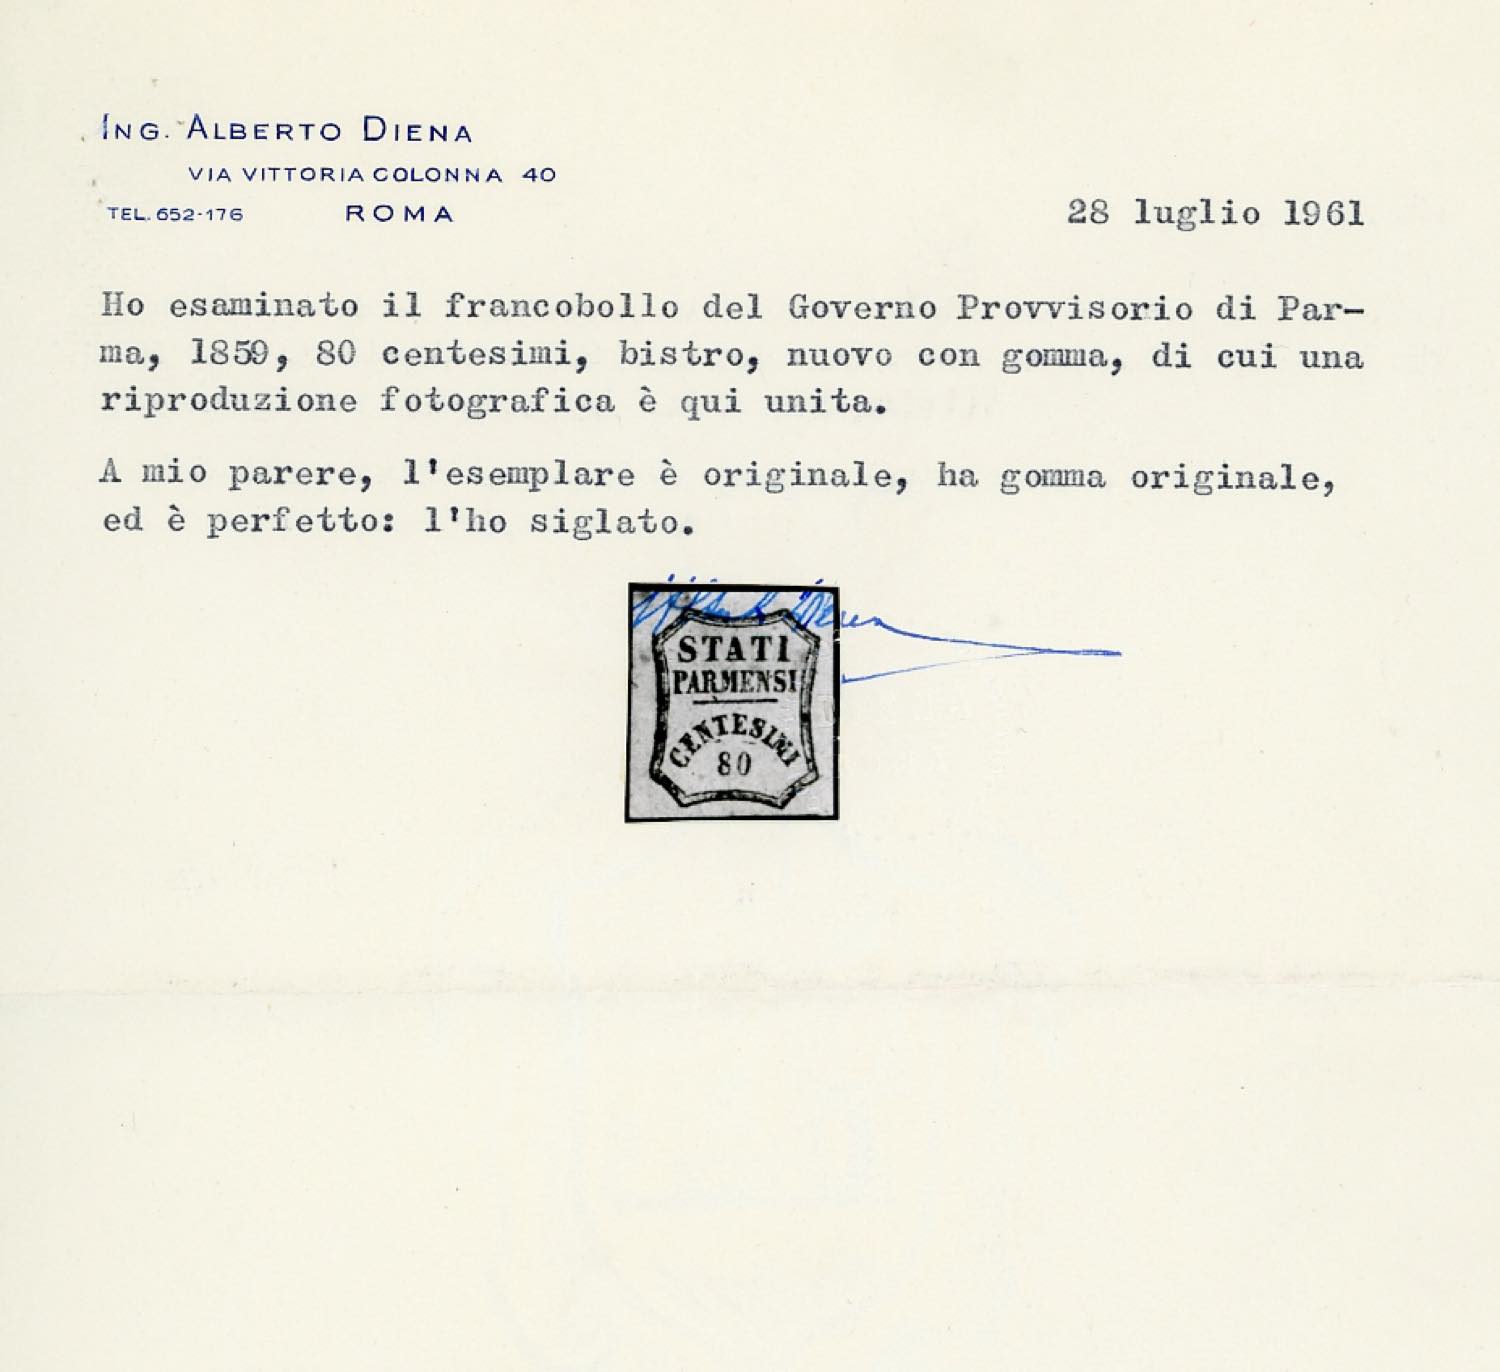 ING. ALBERTO DIENA
VIA VITTORIA COLONNA 40
TEL. 652-176 ROMA
28 luglio 1961
Ho esaminato il francobollo del Governo Provvisorio di Par-
ma, 1859, 80 centesimi, bistro, nuovo con gomma, di cui una
riproduzione fotografica è qui unita.
A mio parere, l'esemplare è originale, ha gomma originale,
ed è perfetto: l'ho siglato.
Alberto Diena
STATI
PARMENSI
CENTESIMI
80